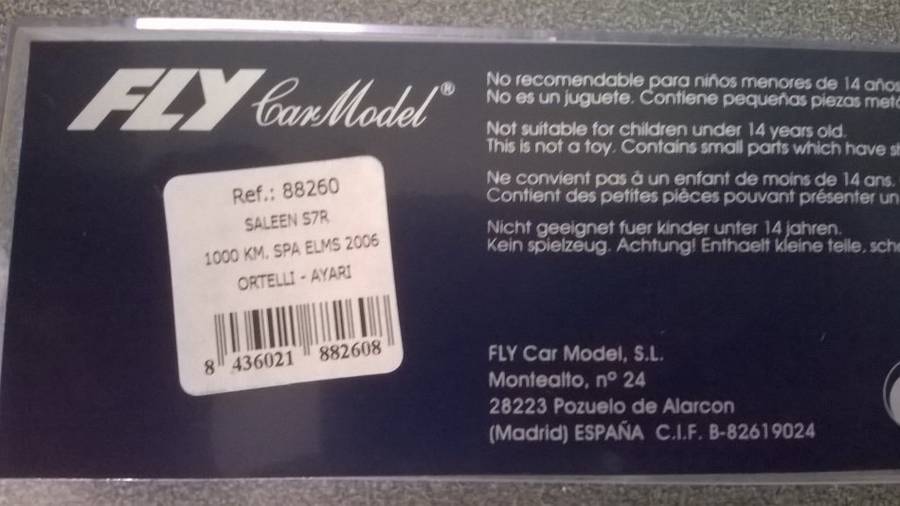 FLY Car Model®
Ref.: 88260
SALEEN S7R
1000 KM. SPA ELMS 2006
ORTELLI - AYARI
8 436021 882608
No recomendable para niños menores de 14 años
No es un juguete. Contiene pequeñas piezas
Not suitable for children under 14 years old.
This is not a toy. Contains small parts which have
Ne convient pas à un enfant de moins de 14 ans.
Contient des petites pièces pouvant présenter un
Nicht geeignet fuer kinder unter 14 jahren.
Kein spielzeug. Achtung! Enthaelt kleine teile,
FLY Car Model, S.L.
Montealto, nº 24
28223 Pozuelo de Alarcon
(Madrid) ESPAÑA C.I.F. B-82619024